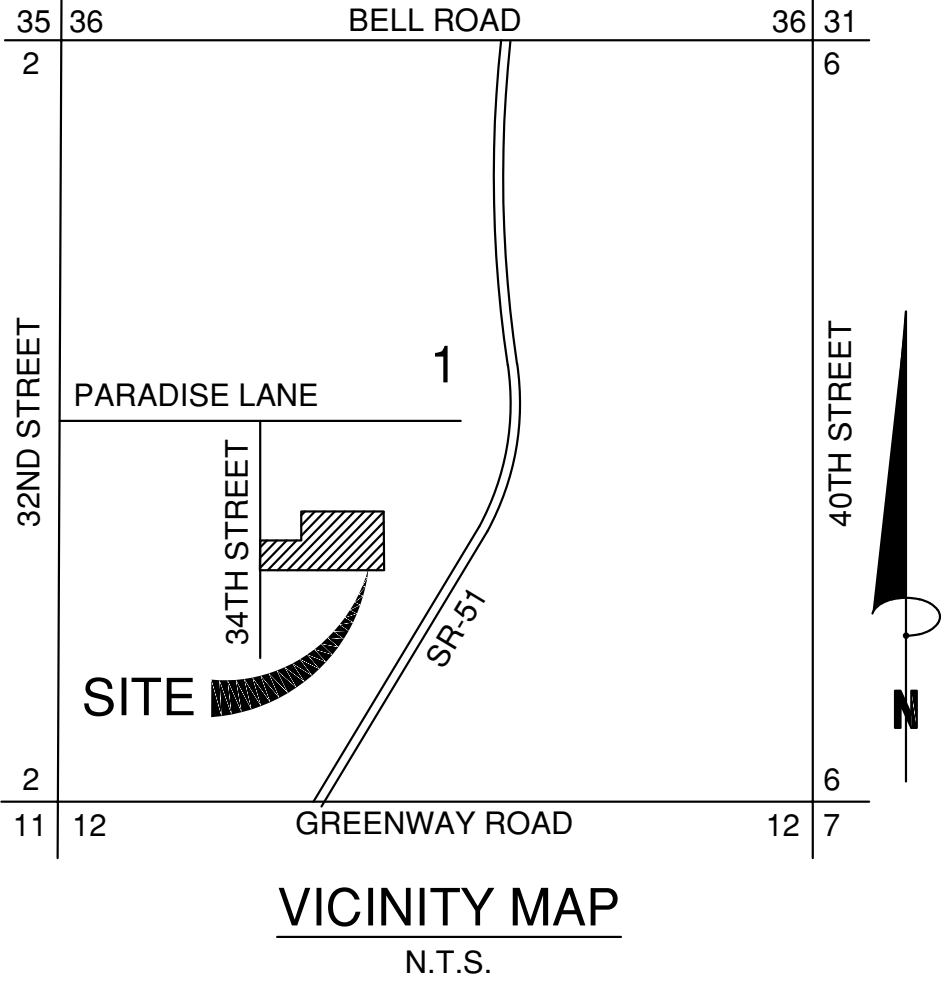 35 36
BELL ROAD
36 31
2
6
32ND STREET
1
PARADISE LANE
40TH STREET
34TH STREET
SR-51
SITE
N
2
6
11 12
GREENWAY ROAD
12 7
VICINITY MAP
N.T.S.